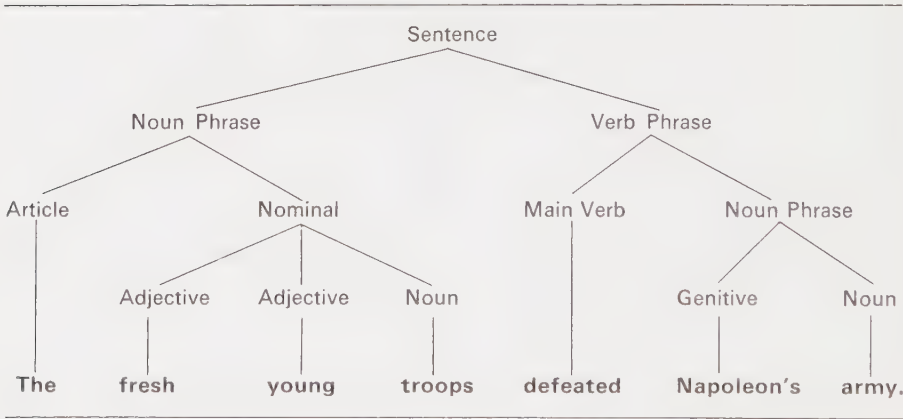 Sentence
Noun Phrase Verb Phrase
Article Nominal Main Verb Noun Phrase
Adjective Adjective Noun Genitive Noun
The fresh young troops defeated Napoleon's army.